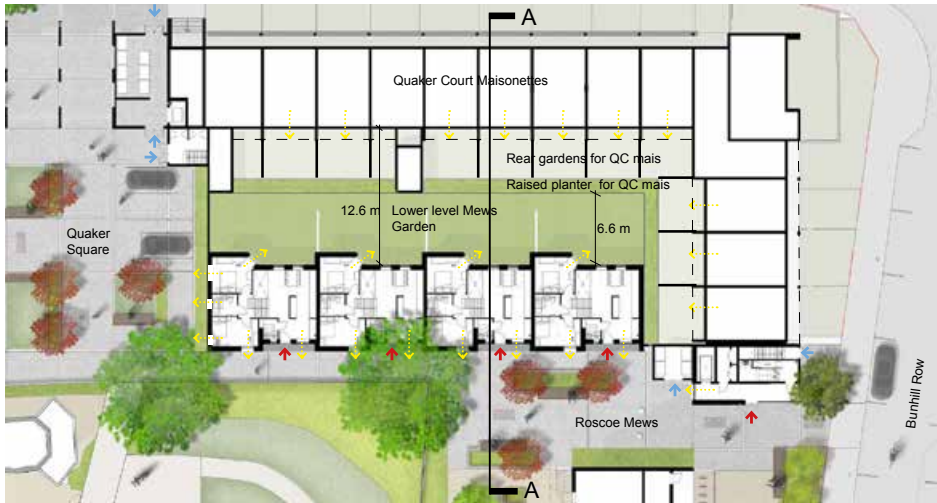 A
Quaker Court Maisonettes
Rear gardens for QC mais
Raised planter for QC mais
12.6 m
Lower level Mews
Garden
6.6 m
Quaker
Square
Roscoe Mews
Bunhill Row
A